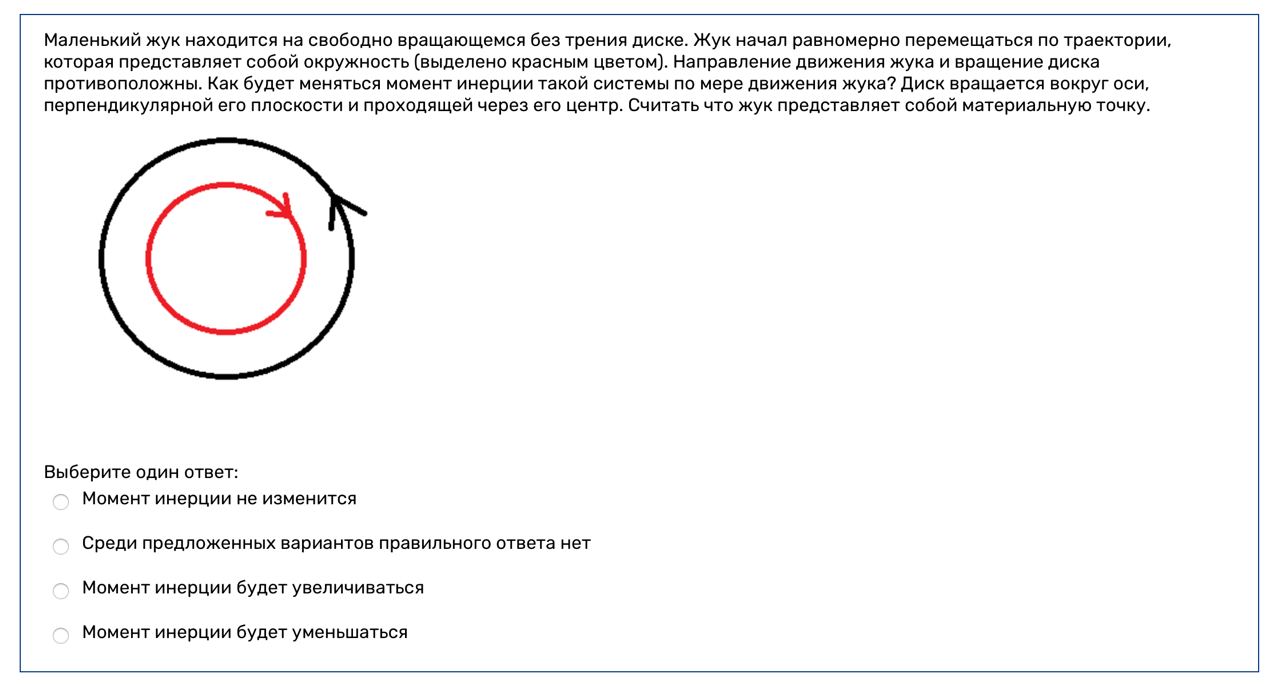 Маленький жук находится на свободно вращающемся без трения диске. Жук начал равномерно перемещаться по траектории,
которая представляет собой окружность (выделено красным цветом). Направление движения жука и вращение диска
противоположны. Как будет меняться момент инерции такой системы по мере движения жука? Диск вращается вокруг оси,
перпендикулярной его плоскости и проходящей через его центр. Считать что жук представляет собой материальную точку.
Выберите один ответ:
Момент инерции не изменится
Среди предложенных вариантов правильного ответа нет
Момент инерции будет увеличиваться
Момент инерции будет уменьшаться